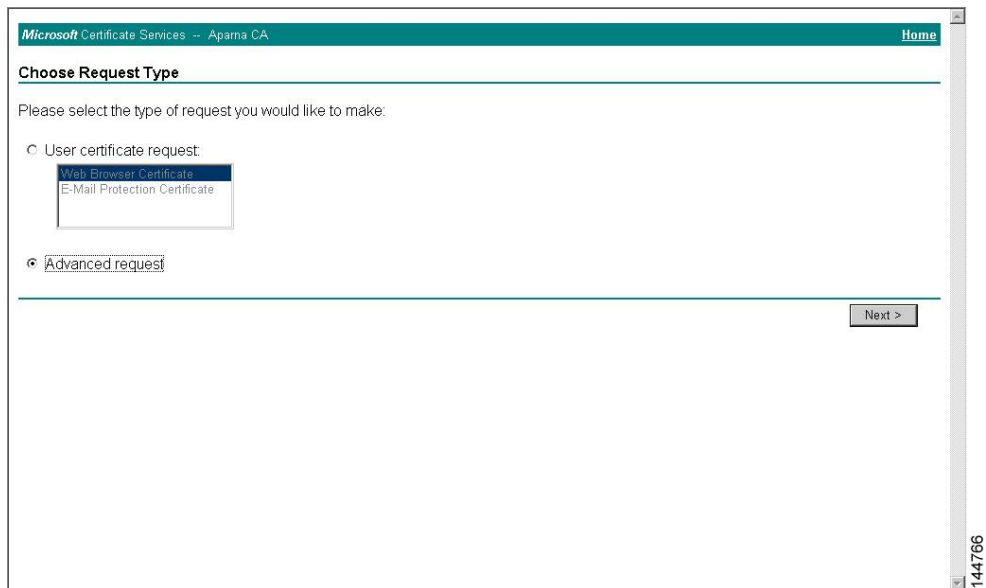 Microsoft Certificate Services -- Aparna CA Home
Choose Request Type
Please select the type of request you would like to make:
User certificate request:
Web Browser Certificate
E-Mail Protection Certificate
Advanced request
Next >
144766